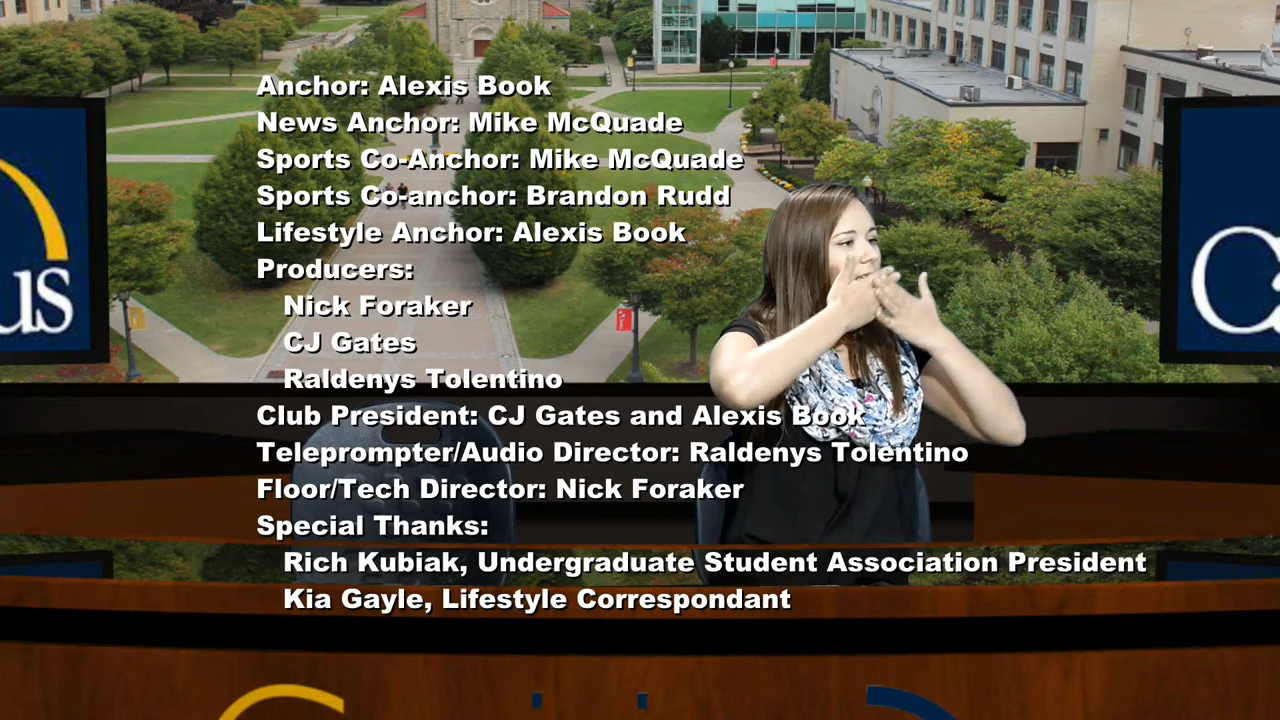 Anchor: Alexis Book
News Anchor: Mike McQuade
Sports Co-Anchor: Mike McQuade
Sports Co-anchor: Brandon Rudd
Lifestyle Anchor: Alexis Book
Producers:
Nick Foraker
CJ Gates
Raldenys Tolentino
Club President: CJ Gates and Alexis Book
Teleprompter/Audio Director: Raldenys Tolentino
Floor/Tech Director: Nick Foraker
Special Thanks:
Rich Kubiak, Undergraduate Student Association President
Kia Gayle, Lifestyle Correspondant